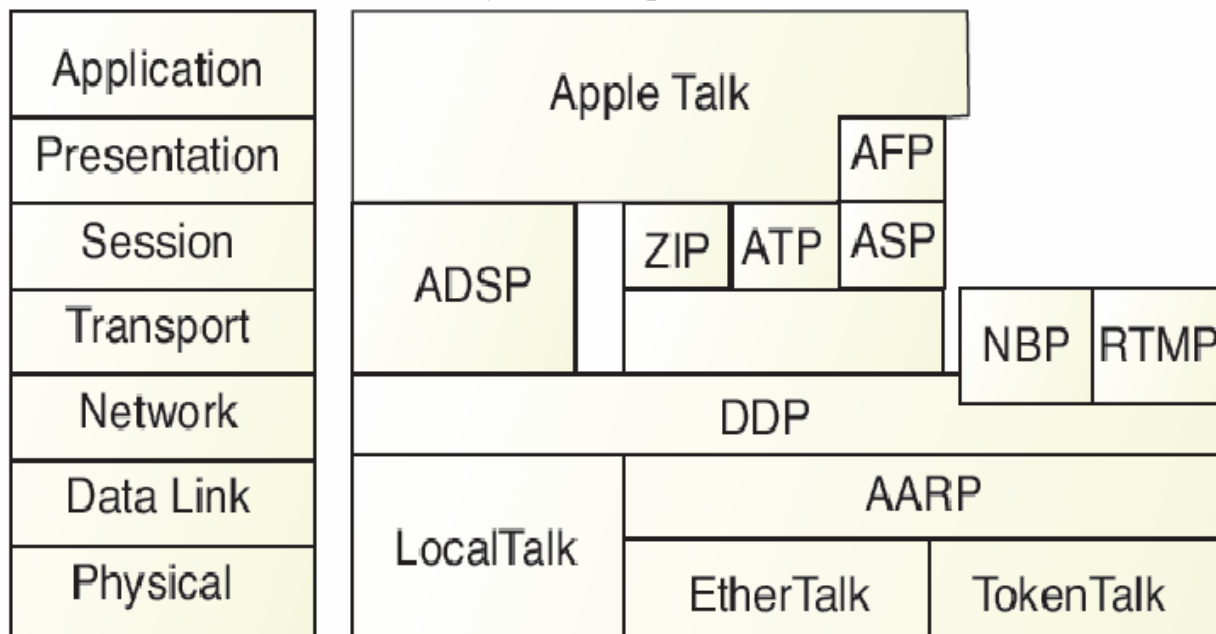 Application
Presentation
Session
Transport
Network
Data Link
Physical
Apple Talk
AFP
ADSP
ZIP
ATP
ASP
NBP
RTMP
DDP
LocalTalk
AARP
EtherTalk
TokenTalk